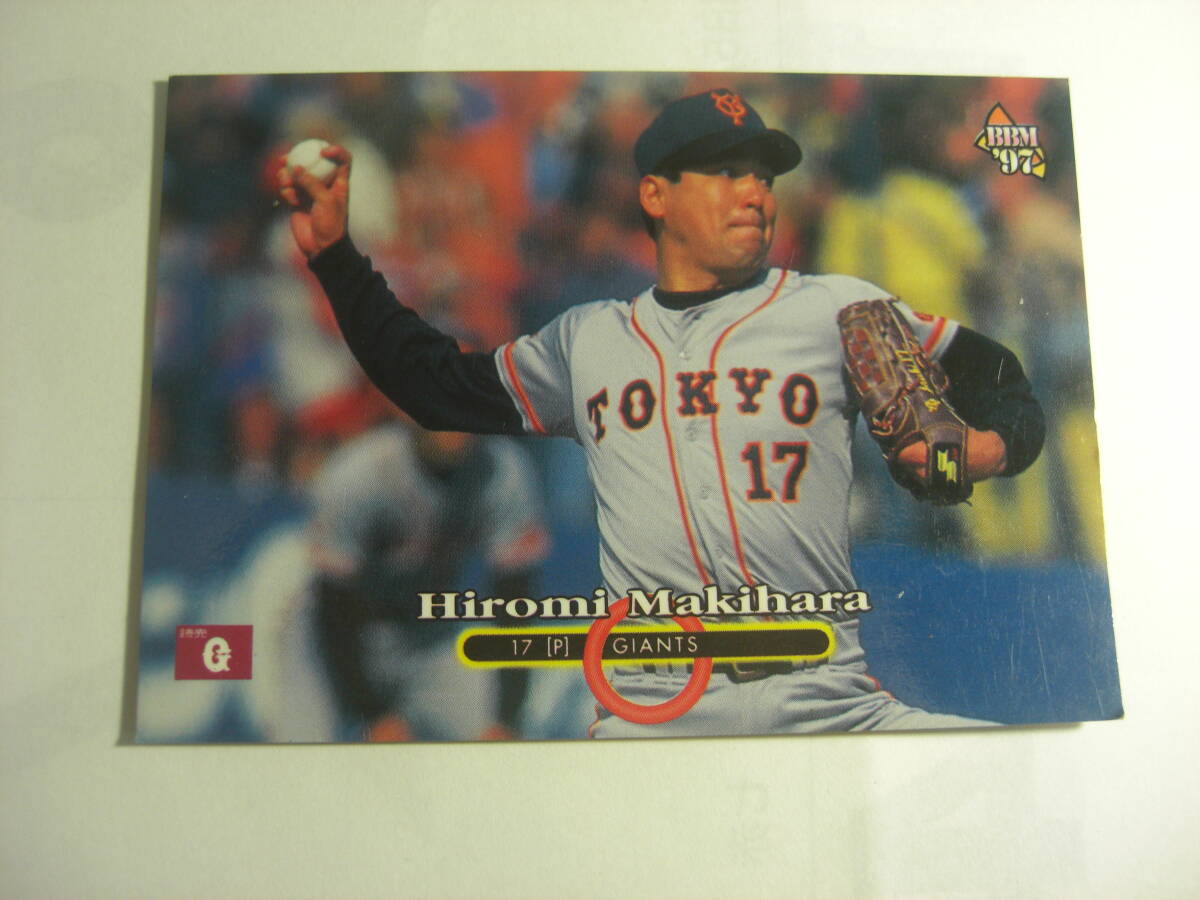 BBM
'97
TOKYO
17
Hiromi Makihara
17 [P] GIANTS
読売
G